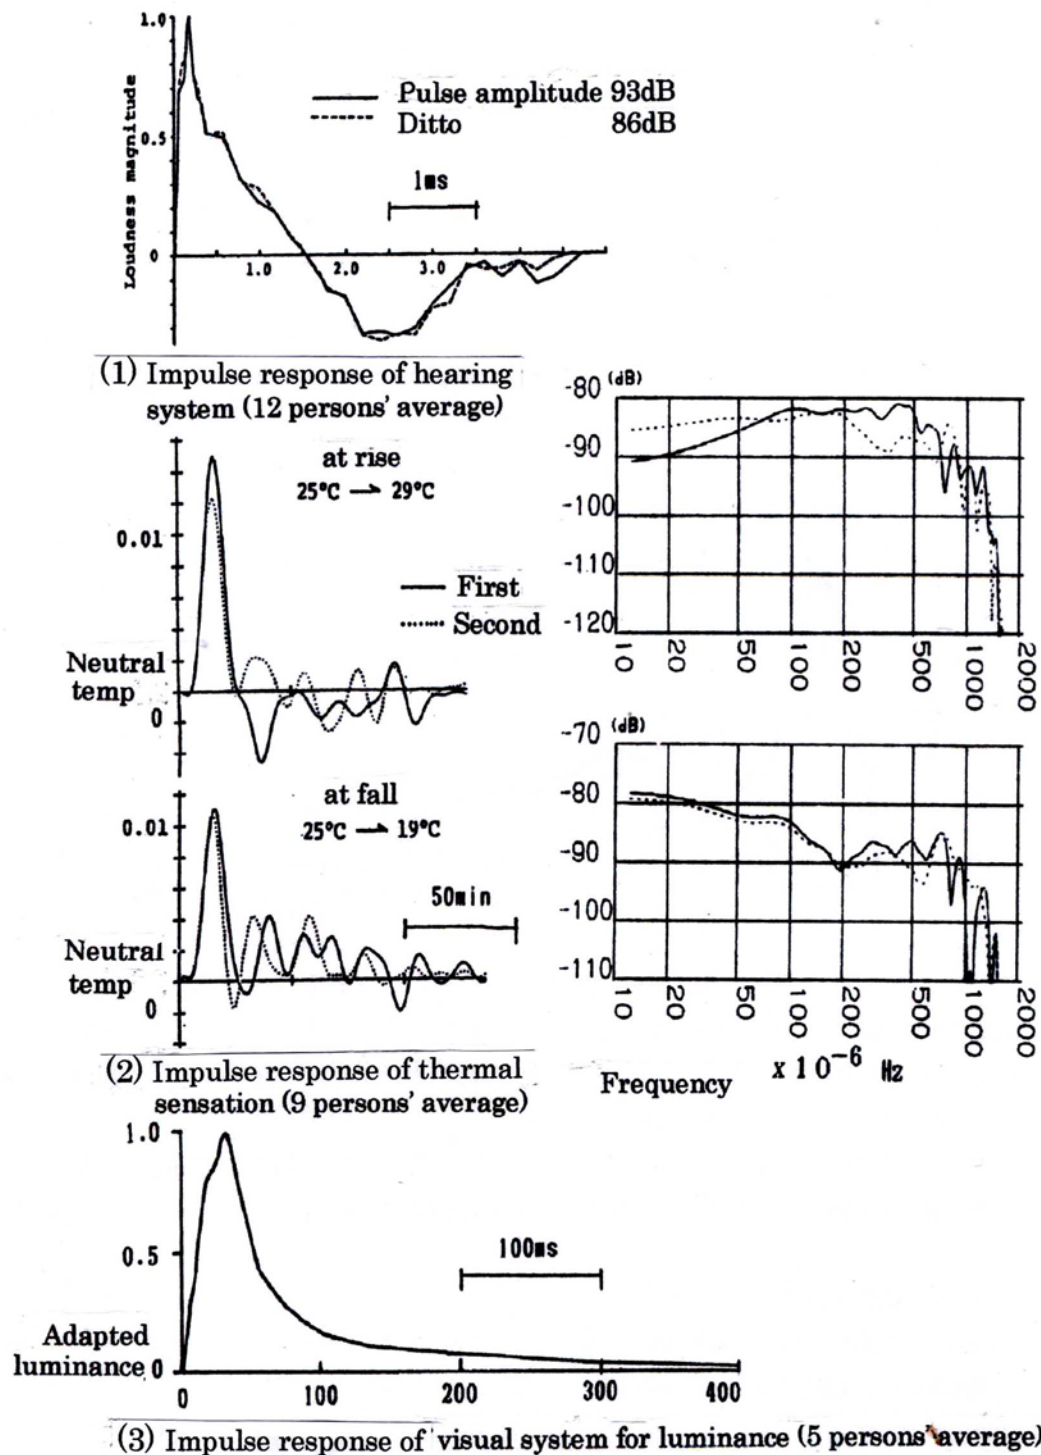 1.0
Loudness magnitude
Pulse amplitude 93dB
Ditto 86dB
0.5
1ms
0
1.0 2.0 3.0
(1) Impulse response of hearing
system (12 persons' average)
at rise
25°C → 29°C
0.01
First
Second
Neutral
temp
0
at fall
25°C → 19°C
0.01
50min
Neutral
temp
0
(2) Impulse response of thermal
sensation (9 persons' average)
-80 (dB)
-90
-100
-110
-120
10 20 50 100 200 500 1000 2000
-70 (dB)
-80
-90
-100
-110
10 20 50 100 200 500 1000 2000
Frequency x 10⁻⁶ Hz
1.0
0.5
100ms
Adapted
luminance 0
0 100 200 300 400
(3) Impulse response of visual system for luminance (5 persons' average)